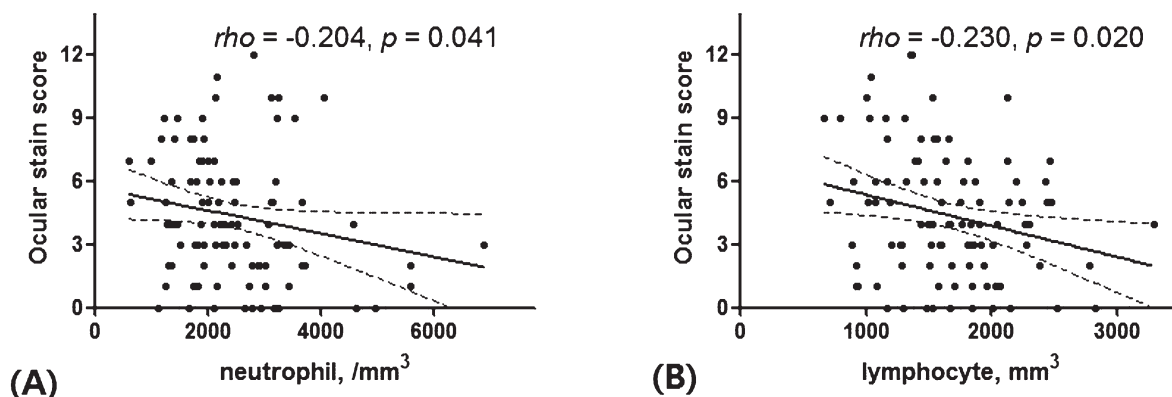 rho = -0.204, p = 0.041
12
9
6
3
0
Ocular stain score
0 2000 4000 6000
neutrophil, /mm³
(A)
rho = -0.230, p = 0.020
12
9
6
3
0
Ocular stain score
0 1000 2000 3000
lymphocyte, mm³
(B)